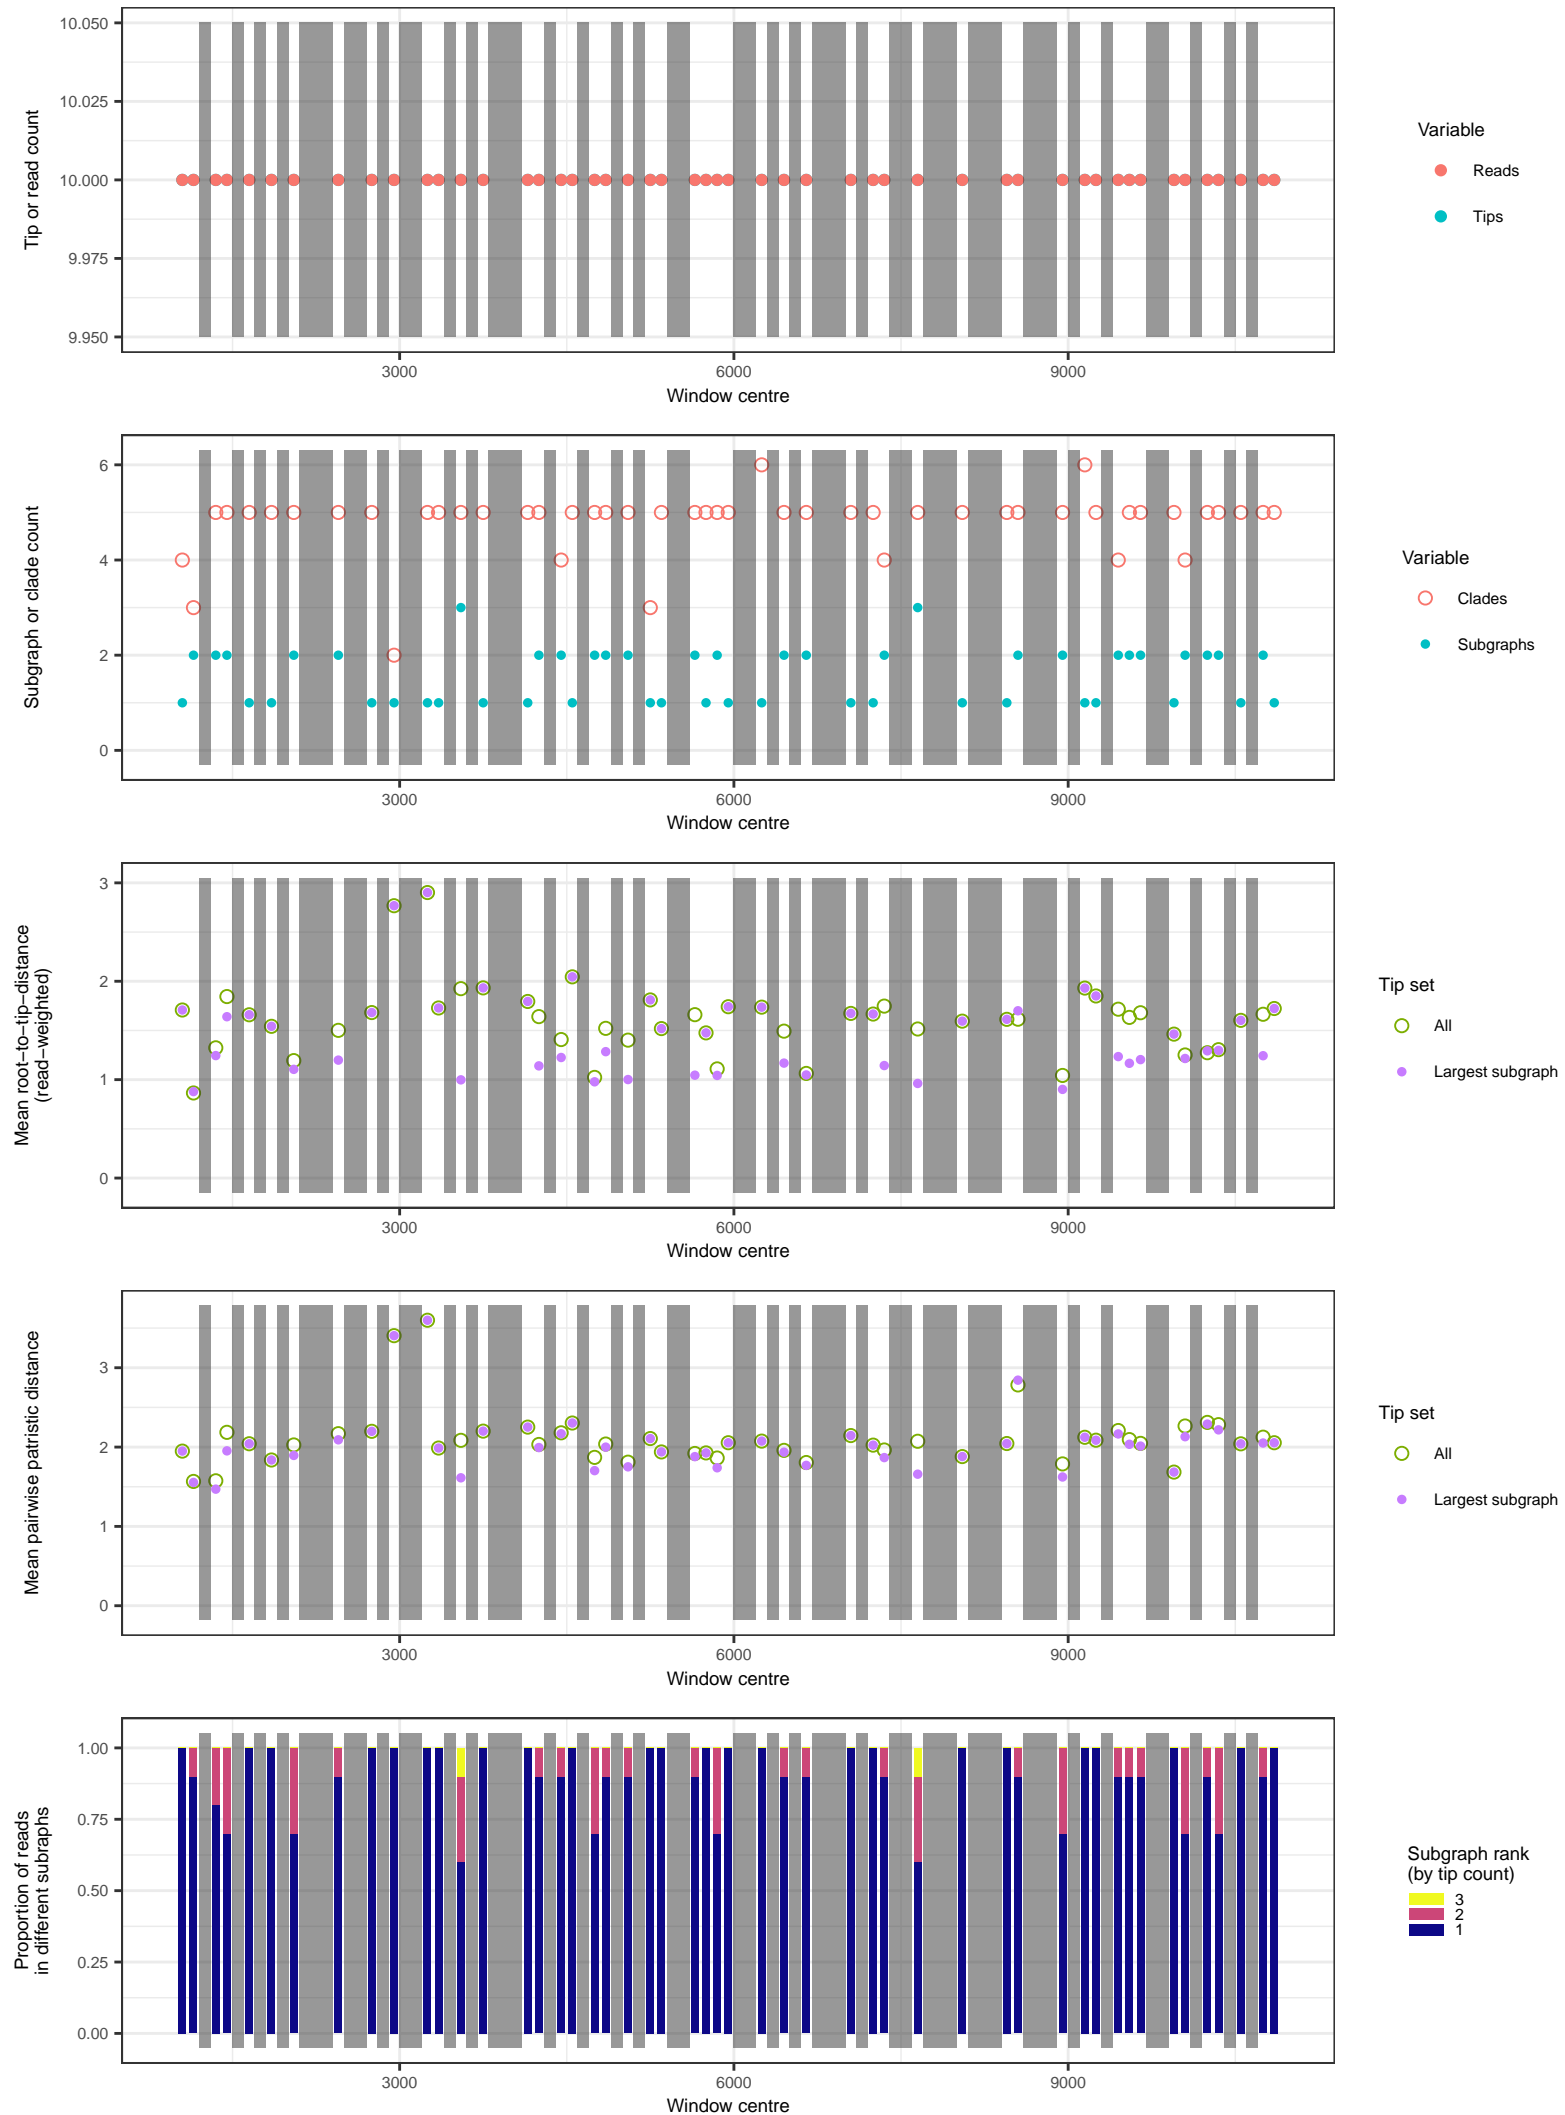 10.050
10.025
10.000
9.975
9.950
Tip or read count
3000
6000
9000
Window centre
Variable
Reads
Tips
6
4
2
0
Subgraph or clade count
3000
6000
9000
Window centre
Variable
Clades
Subgraphs
3
2
1
0
Mean root−to−tip−distance
(read−weighted)
3000
6000
9000
Window centre
Tip set
All
Largest subgraph
3
2
1
0
Mean pairwise patristic distance
3000
6000
9000
Window centre
Tip set
All
Largest subgraph
1.00
0.75
0.50
0.25
0.00
Proportion of reads
in different subraphs
3000
6000
9000
Window centre
Subgraph rank
(by tip count)
3
2
1